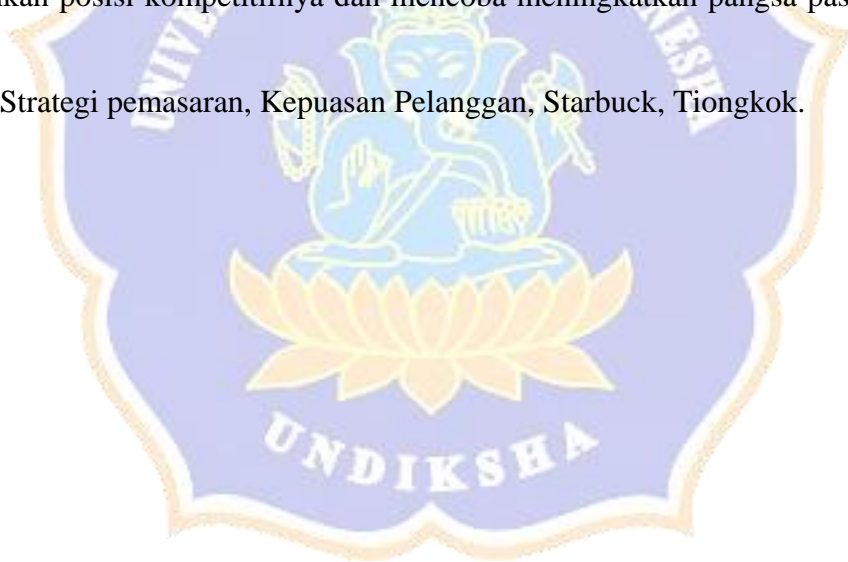 kan posisi kompetitifnya dan mencoba meningkatkan pangsa pas
Strategi pemasaran, Kepuasan Pelanggan, Starbuck, Tiongkok.
UNDIKSHA